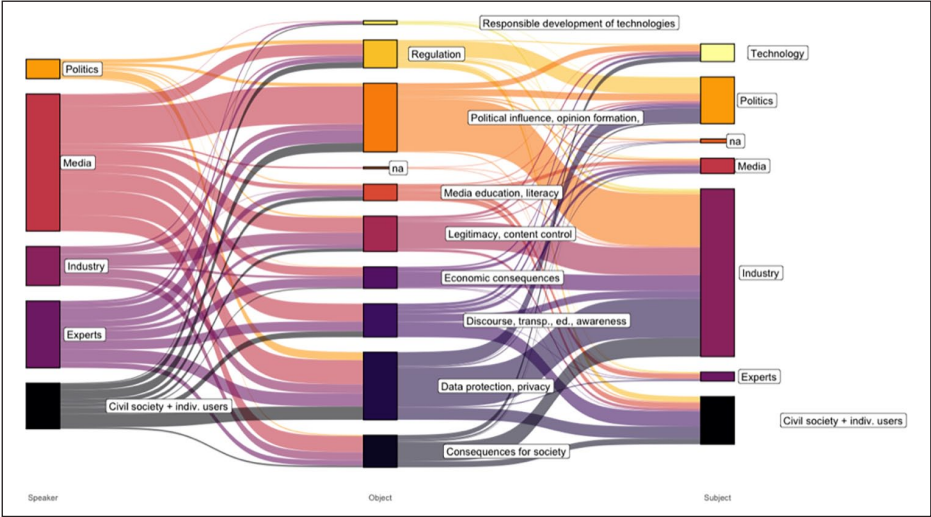 Responsible development of technologies
Regulation
Technology
Politics
Politics
Political influence, opinion formation,
na
Media
na
Media
Media education, literacy
Legitimacy, content control
Industry
Economic consequences
Industry
Discourse, transp., ed., awareness
Experts
Experts
Data protection, privacy
Civil society + indiv. users
Civil society + indiv. users
Consequences for society
Speaker
Object
Subject